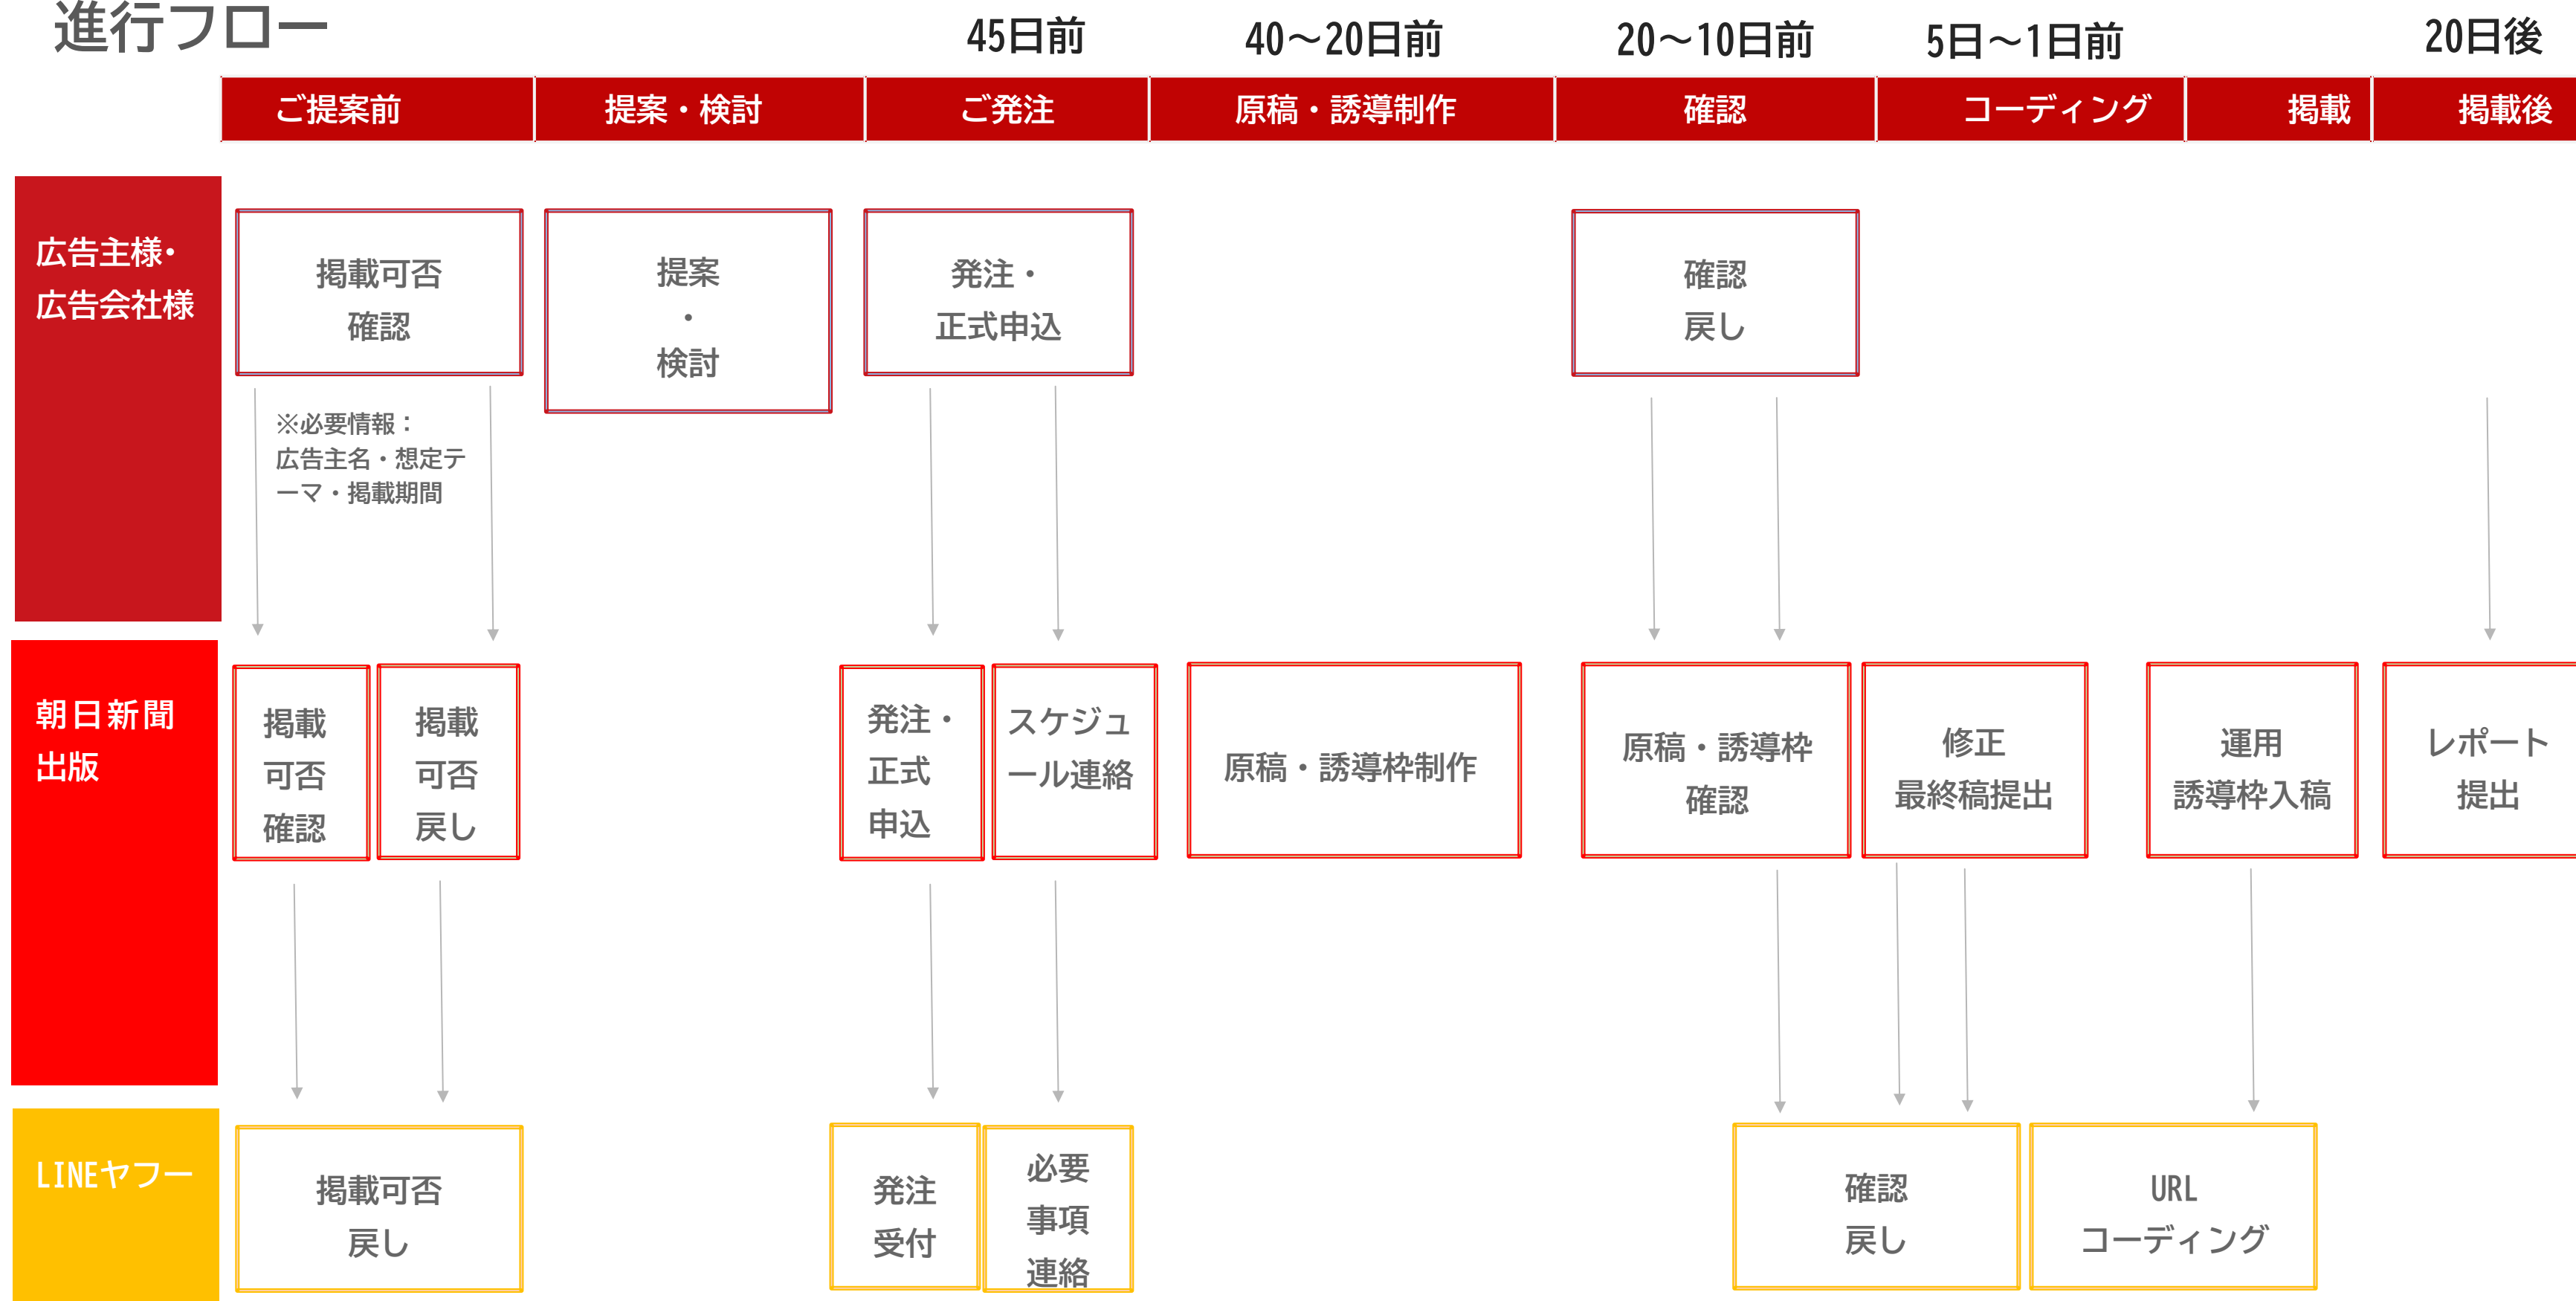 進行フロー
45日前
40～20日前
20～10日前
5日～1日前
20日後
ご提案前
提案・検討
ご発注
原稿・誘導制作
確認
コーディング
掲載
掲載後
広告主様・
広告会社様
掲載可否
確認
提案
・
検討
発注・
正式申込
確認
戻し
※必要情報：
広告主名・想定テ
ーマ・掲載期間
朝日新聞
出版
掲載
可否
確認
掲載
可否
戻し
発注・
正式
申込
スケジュ
ール連絡
原稿・誘導枠制作
原稿・誘導枠
確認
修正
最終稿提出
運用
誘導枠入稿
レポート
提出
LINEヤフー
掲載可否
戻し
発注
受付
必要
事項
連絡
確認
戻し
URL
コーディング